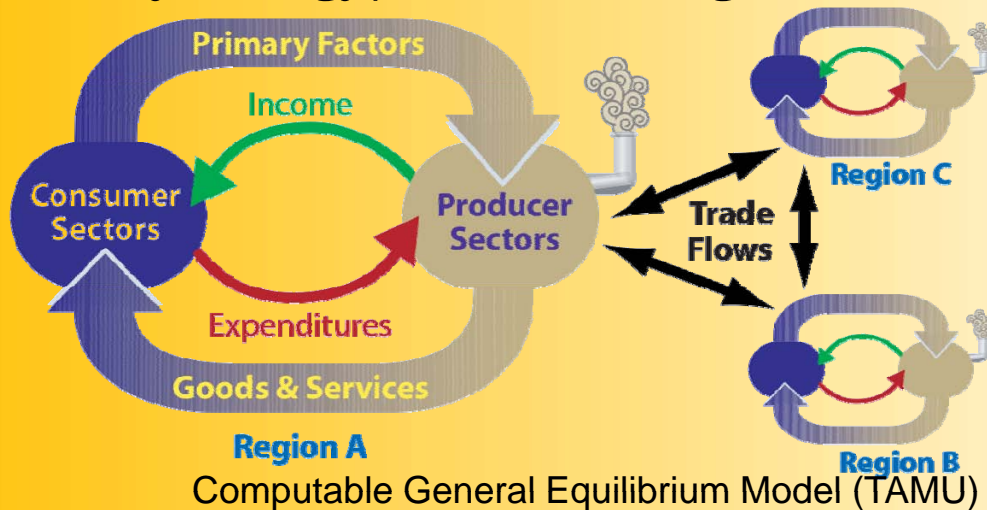 Primary Factors
Income
Consumer
Sectors
Producer
Sectors
Expenditures
Goods & Services
Region A
Trade
Flows
Region C
Region B
Computable General Equilibrium Model (TAMU)